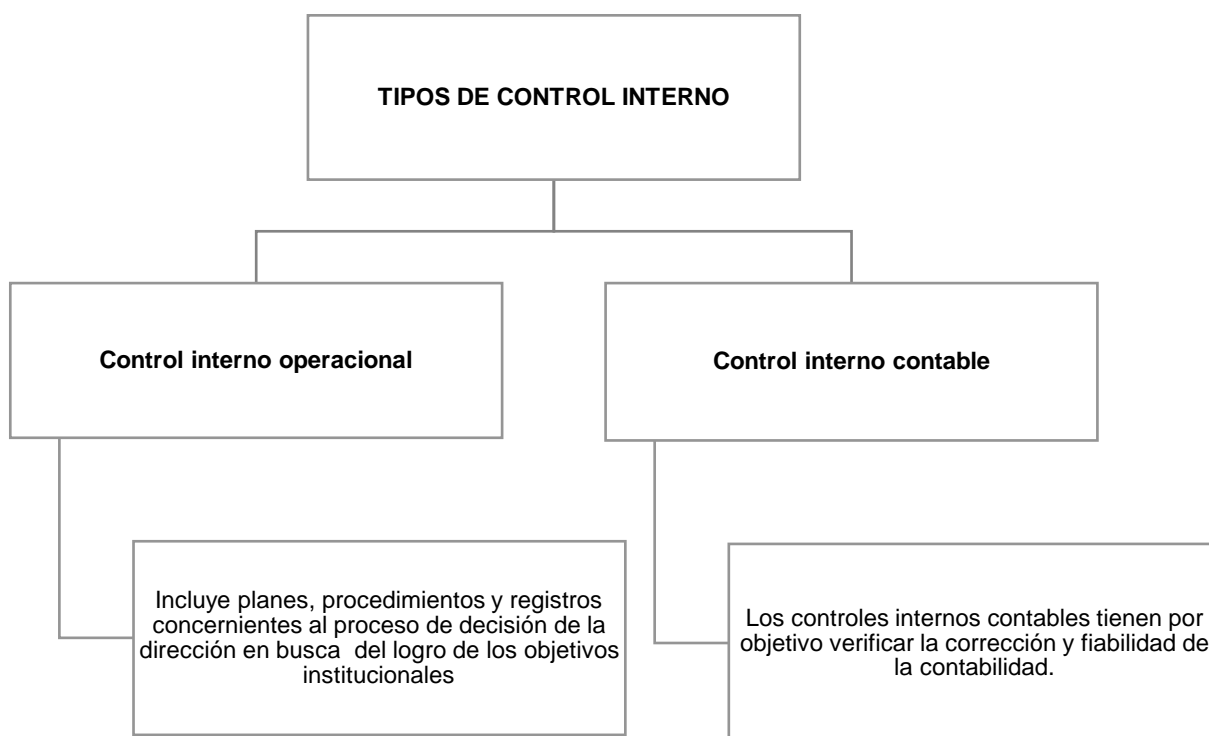 TIPOS DE CONTROL INTERNO
Control interno operacional
Control interno contable
Incluye planes, procedimientos y registros
concernientes al proceso de decisión de la
dirección en busca  del logro de los objetivos
institucionales
Los controles internos contables tienen por
objetivo verificar la corrección y fiabilidad de
la contabilidad.